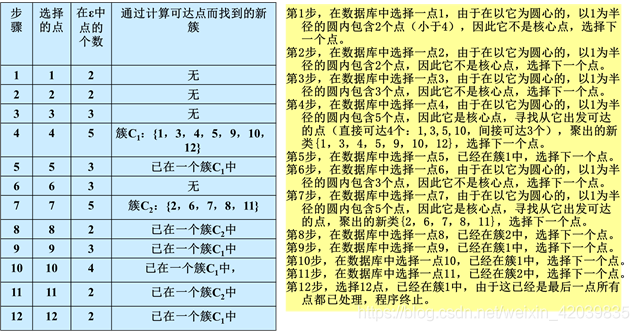 步
骤
选择
的点
在ε中
点的
个数
通过计算可达点而找到的新
簇
1 1 2 无
2 2 2 无
3 3 3 无
4 4 5 簇C₁：{1，3，4，5，9，10，
12}
5 5 3 已在一个簇C₁中
6 6 3 无
7 7 5 簇C₂：{2，6，7，8，11}
8 8 2 已在一个簇C₂中
9 9 3 已在一个簇C₁中
10 10 4 已在一个簇C₁中,
11 11 2 已在一个簇C₂中
12 12 2 已在一个簇C₁中
第1步，在数据库中选择一点1，由于在以它为圆心的，以1为半
径的圆内包含2个点（小于4），因此它不是核心点，选择下
一个点。
第2步，在数据库中选择一点2，由于在以它为圆心的，以1为半
径的圆内包含2个点，因此它不是核心点，选择下一个点。
第3步，在数据库中选择一点3，由于在以它为圆心的，以1为半
径的圆内包含3个点，因此它不是核心点，选择下一个点。
第4步，在数据库中选择一点4，由于在以它为圆心的，以1为半
径的圆内包含5个点，因此它是核心点，寻找从它出发可达
的点（直接可达4个：1,3,5,10，间接可达3个），聚出的新
类{1，3，4，5，9，10，12}，选择下一个点。
第5步，在数据库中选择一点5，已经在簇1中，选择下一个点。
第6步，在数据库中选择一点6，由于在以它为圆心的，以1为半
径的圆内包含3个点，因此它不是核心点，选择下一个点。
第7步，在数据库中选择一点7，由于在以它为圆心的，以1为半
径的圆内包含5个点，因此它是核心点，寻找从它出发可达
的点，聚出的新类{2，6，7，8，11}，选择下一个点。
第8步，在数据库中选择一点8，已经在簇2中，选择下一个点。
第9步，在数据库中选择一点9，已经在簇1中，选择下一个点。
第10步，在数据库中选择一点10，已经在簇1中，选择下一个点。
第11步，在数据库中选择一点11，已经在簇2中，选择下一个点。
第12步，选择12点，已经在簇1中，由于这已经是最后一点所有
点都已处理，程序终止。
https://blog.csdn.net/weixin_42039835